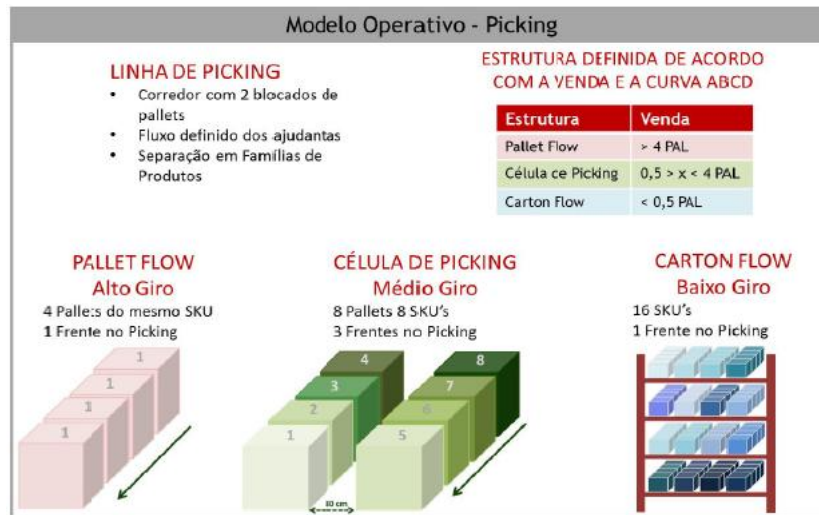 Modelo Operativo - Picking
LINHA DE PICKING
• Corredor com 2 blocados de
pallets
• Fluxo definido dos ajudantas
• Separação em Famílias de
Produtos
ESTRUTURA DEFINIDA DE ACORDO
COM A VENDA E A CURVA ABCD
Estrutura Venda
Pallet Flow > 4 PAL
Célula ce Picking 0,5 > x < 4 PAL
Carton Flow < 0,5 PAL
PALLET FLOW
Alto Giro
4 Pallets do mesmo SKU
1 Frente no Picking
1
1
1
1
CÉLULA DE PICKING
Médio Giro
8 Pallets 8 SKU's
3 Frentes no Picking
4 8
3 7
2 6
1 5
30 cm
CARTON FLOW
Baixo Giro
16 SKU's
1 Frente no Picking